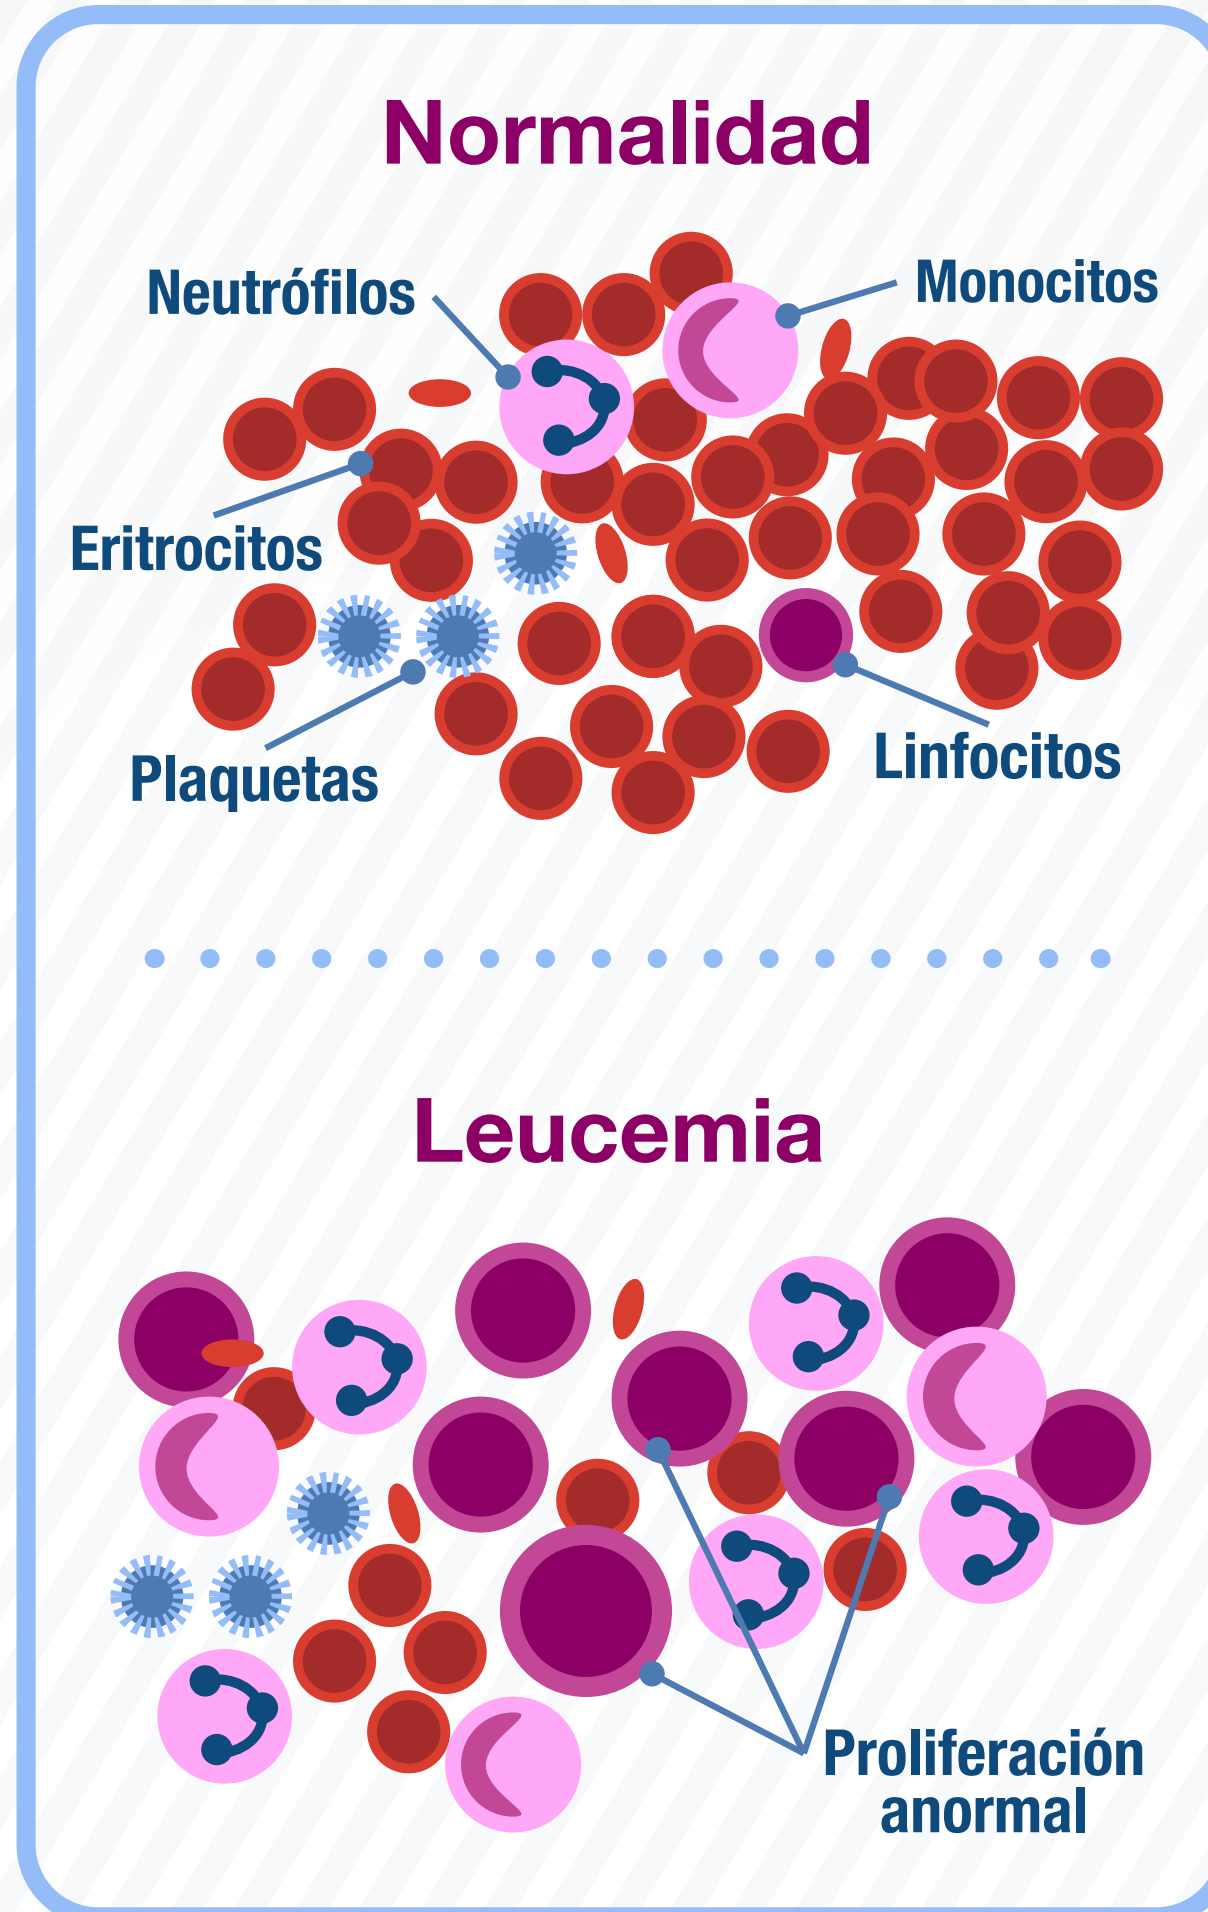 Normalidad
Neutrófilos
Monocitos
Eritrocitos
Plaquetas
Linfocitos
Leucemia
Proliferación
anormal